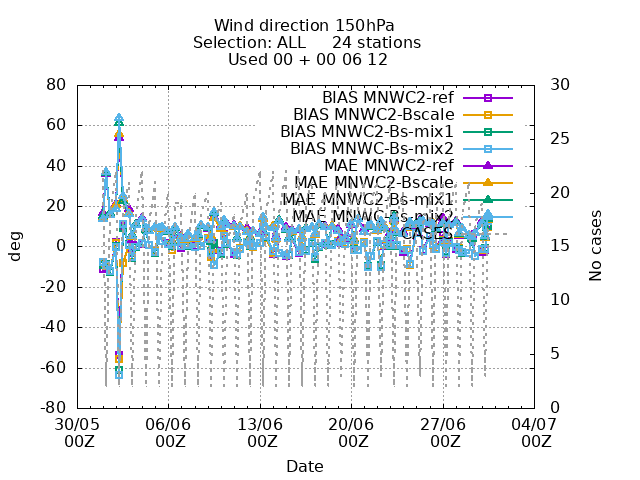 Wind direction 150hPa
Selection: ALL 24 stations
Used 00 + 00 06 12
80
60
40
20
0
-20
-40
-60
-80
deg
30
25
20
15
10
5
0
No cases
BIAS MNWC2-ref
BIAS MNWC2-Bscale
BIAS MNWC2-Bs-mix1
BIAS MNWC-Bs-mix2
MAE MNWC2-ref
MAE MNWC2-Bscale
MAE MNWC2-Bs-mix1
MAE MNWC-Bs-mix2
CASES
30/05 06/06 13/06 20/06 27/06 04/07
00Z 00Z 00Z 00Z 00Z 00Z
Date